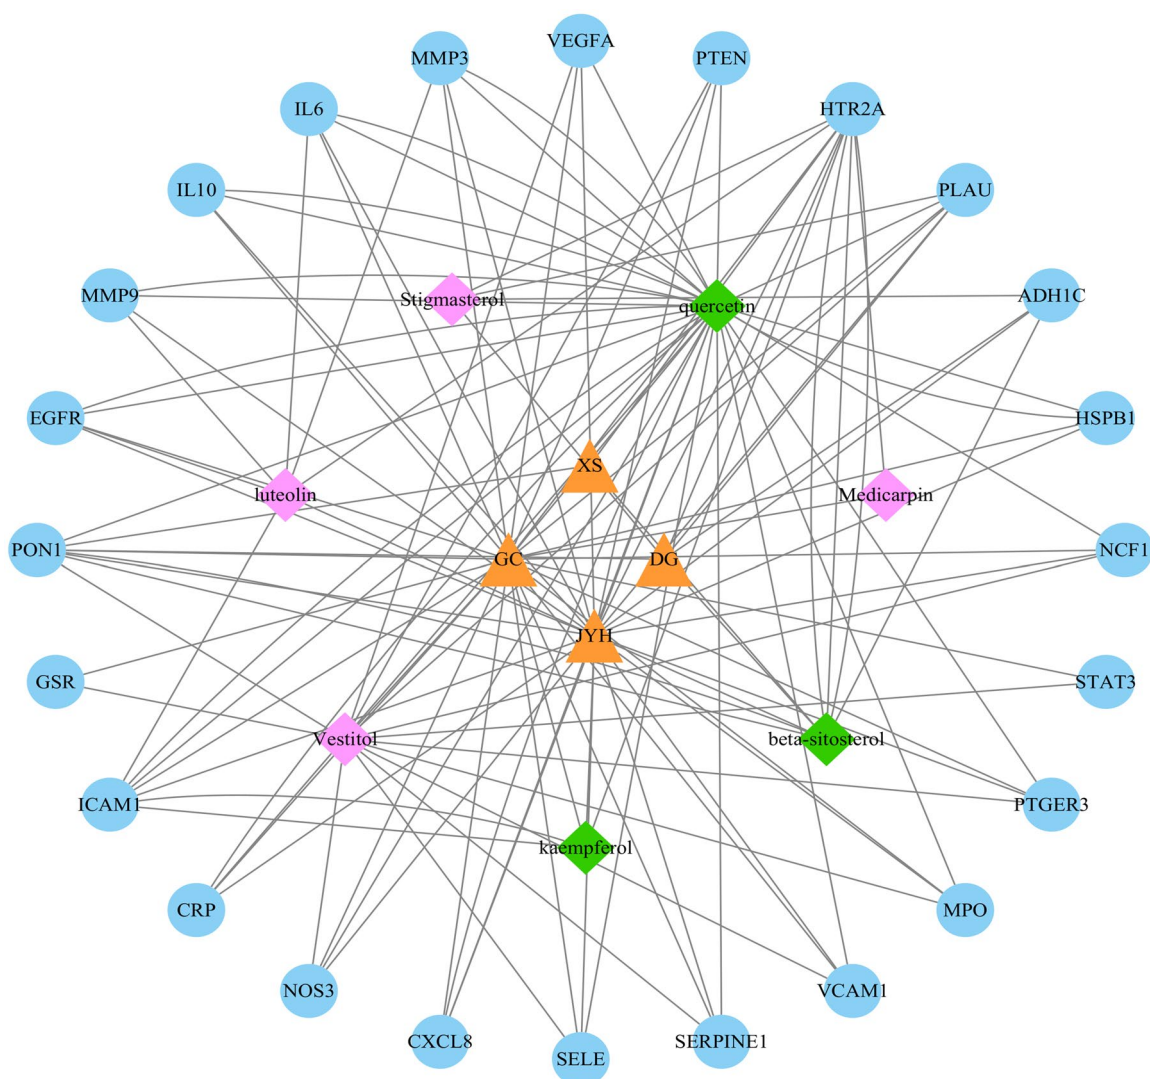 VEGFA
MMP3
PTEN
IL6
HTR2A
IL10
PLAU
MMP9
Stigmasterol
quercetin
ADH1C
EGFR
HSPB1
XS
luteolin
Medicarpin
PON1
GC
DG
NCF1
JYH
GSR
STAT3
Vestitol
beta-sitosterol
ICAM1
PTGER3
kaempferol
CRP
MPO
NOS3
VCAM1
CXCL8
SERPINE1
SELE